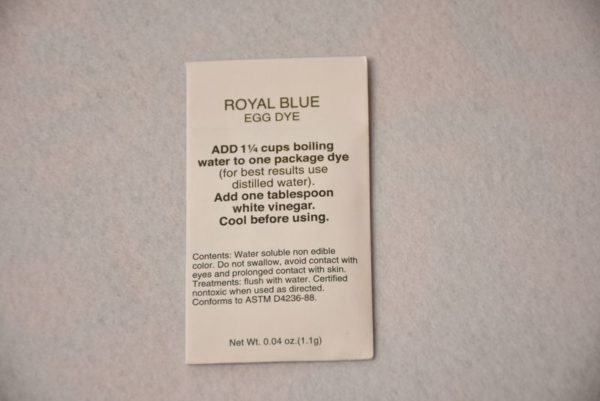 ROYAL BLUE
EGG DYE
ADD 1¼ cups boiling
water to one package dye
(for best results use
distilled water).
Add one tablespoon
white vinegar.
Cool before using.
Contents: Water soluble non edible
color. Do not swallow, avoid contact with
eyes and prolonged contact with skin.
Treatments: flush with water. Certified
nontoxic when used as directed.
Conforms to ASTM D4236-88.
Net Wt. 0.04 oz.(1.1g)